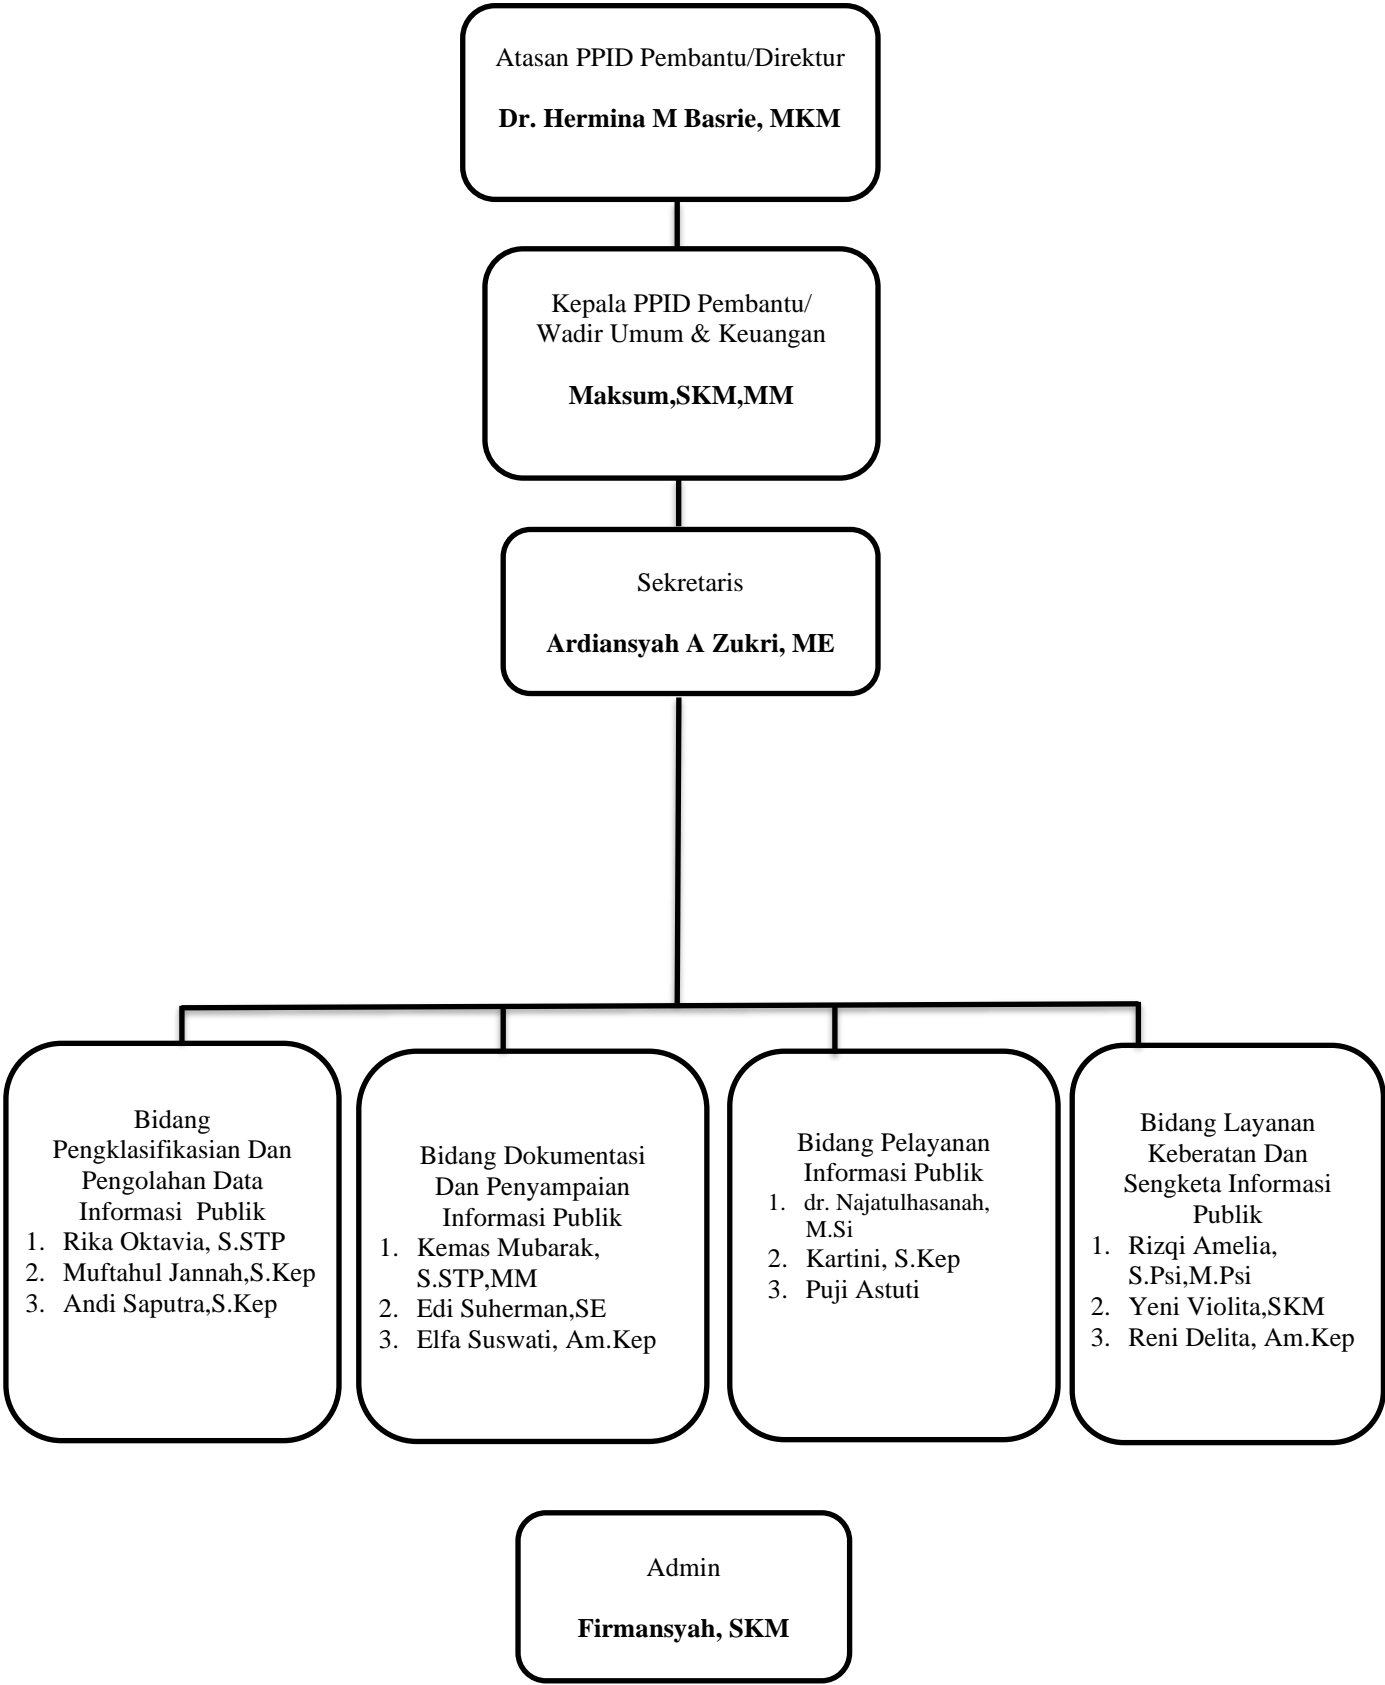 Atasan PPID Pembantu/Direktur
Dr. Hermina M Basrie, MKM
Kepala PPID Pembantu/
Wadir Umum & Keuangan
Maksum,SKM,MM
Sekretaris
Ardiansyah A Zukri, ME
Bidang
Pengklasifikasian Dan
Pengolahan Data
Informasi  Publik
1. Rika Oktavia, S.STP
2. Muftahul Jannah,S.Kep
3. Andi Saputra,S.Kep
Bidang Dokumentasi
Dan Penyampaian
Informasi Publik
1. Kemas Mubarak,
S.STP,MM
2. Edi Suherman,SE
3. Elfa Suswati, Am.Kep
Bidang Pelayanan
Informasi Publik
1. dr. Najatulhasanah,
M.Si
2. Kartini, S.Kep
3. Puji Astuti
Bidang Layanan
Keberatan Dan
Sengketa Informasi
Publik
1. Rizqi Amelia,
S.Psi,M.Psi
2. Yeni Violita,SKM
3. Reni Delita, Am.Kep
Admin
Firmansyah, SKM